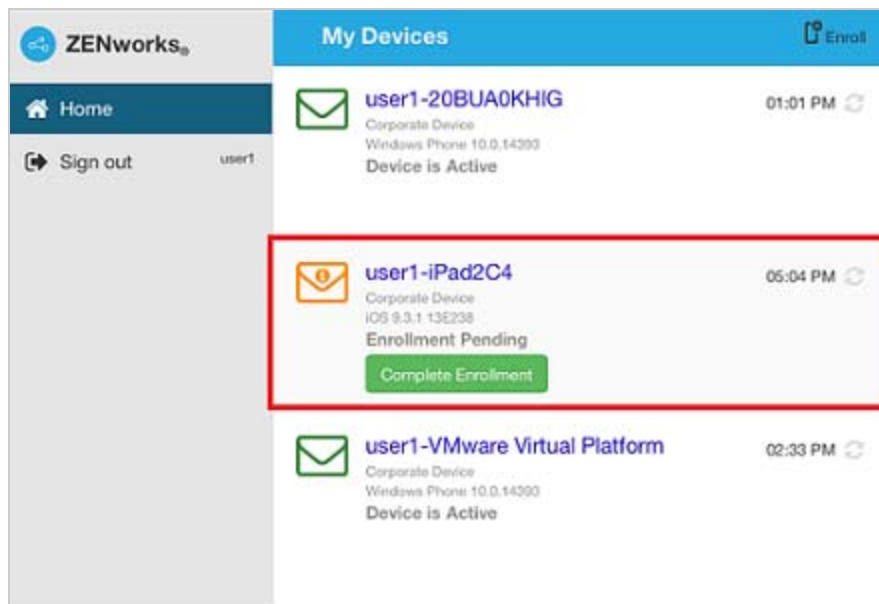 ZENworks®
My Devices
Enroll
Home
Sign out
user1
user1-20BUA0KHIG
01:01 PM
Corporate Device
Windows Phone 10.0.14393
Device is Active
user1-iPad2C4
05:04 PM
Corporate Device
iOS 9.3.1 13E238
Enrollment Pending
Complete Enrollment
user1-VMware Virtual Platform
02:33 PM
Corporate Device
Windows Phone 10.0.14393
Device is Active